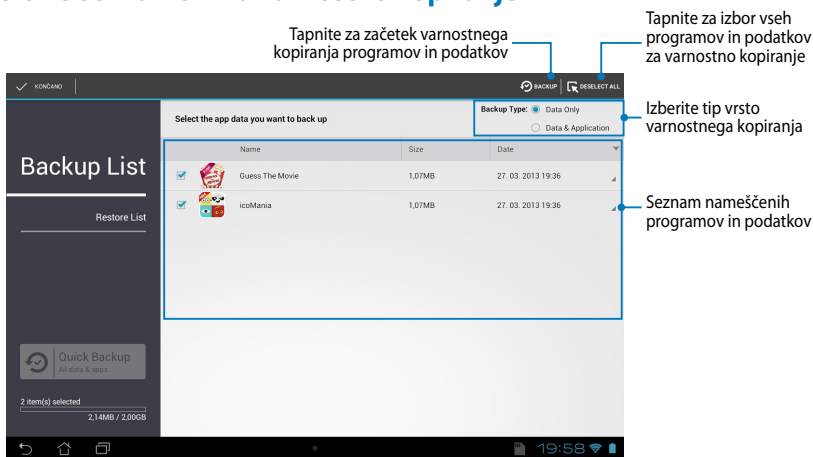 Tapnite za začetek varnostnega
kopiranja programov in podatkov
Tapnite za izbor vseh
programov in podatkov
za varnostno kopiranje
KONČANO
BACKUP
DESELECT ALL
Select the app data you want to back up
Backup Type:
Data Only
Data & Application
Izberite tip vrsto
varnostnega kopiranja
Backup List
Restore List
Name
Size
Date
Guess The Movie
1,07MB
27. 03. 2013 19:36
icoMania
1,07MB
27. 03. 2013 19:36
Seznam nameščenih
programov in podatkov
Quick Backup
All data & apps
2 item(s) selected
2,14MB / 2,00GB
19:58